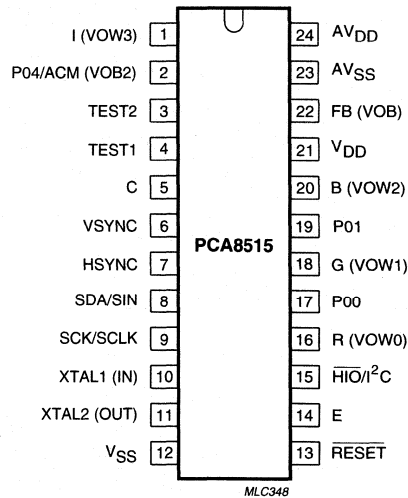 I (VOW3) 1 24 AVDD
P04/ACM (VOB2) 2 23 AVSS
TEST2 3 22 FB (VOB)
TEST1 4 21 VDD
C 5 20 B (VOW2)
VSYNC 6 19 P01
PCA8515
HSYNC 7 18 G (VOW1)
SDA/SIN 8 17 P00
SCK/SCLK 9 16 R (VOW0)
XTAL1 (IN) 10 15 H̅I̅O̅/I²C
XTAL2 (OUT) 11 14 E
VSS 12 13 R̅E̅S̅E̅T̅
MLC348